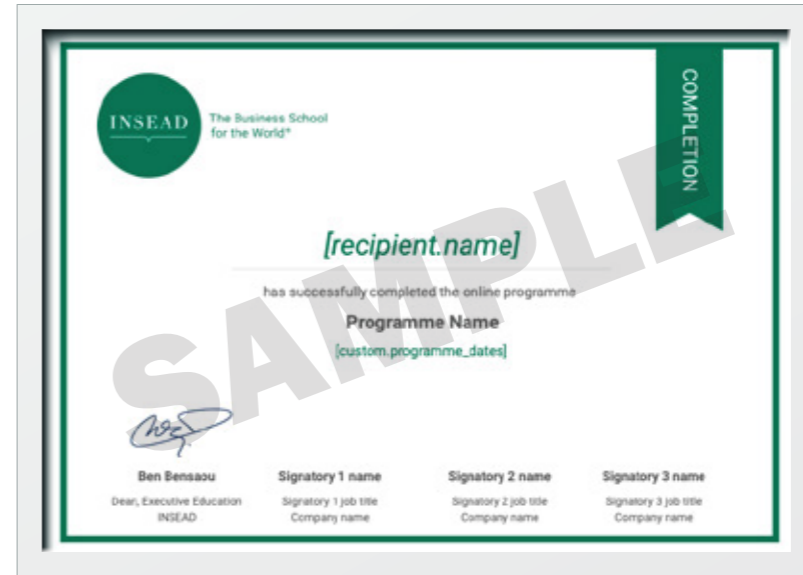 INSEAD
The Business School
for the World®
COMPLETION
SAMPLE
[recipient.name]
has successfully completed the online programme
Programme Name
[custom.programme_dates]
Ben Bensaou
Dean, Executive Education
INSEAD
Signatory 1 name
Signatory 1 job title
Company name
Signatory 2 name
Signatory 2 job title
Company name
Signatory 3 name
Signatory 3 job title
Company name